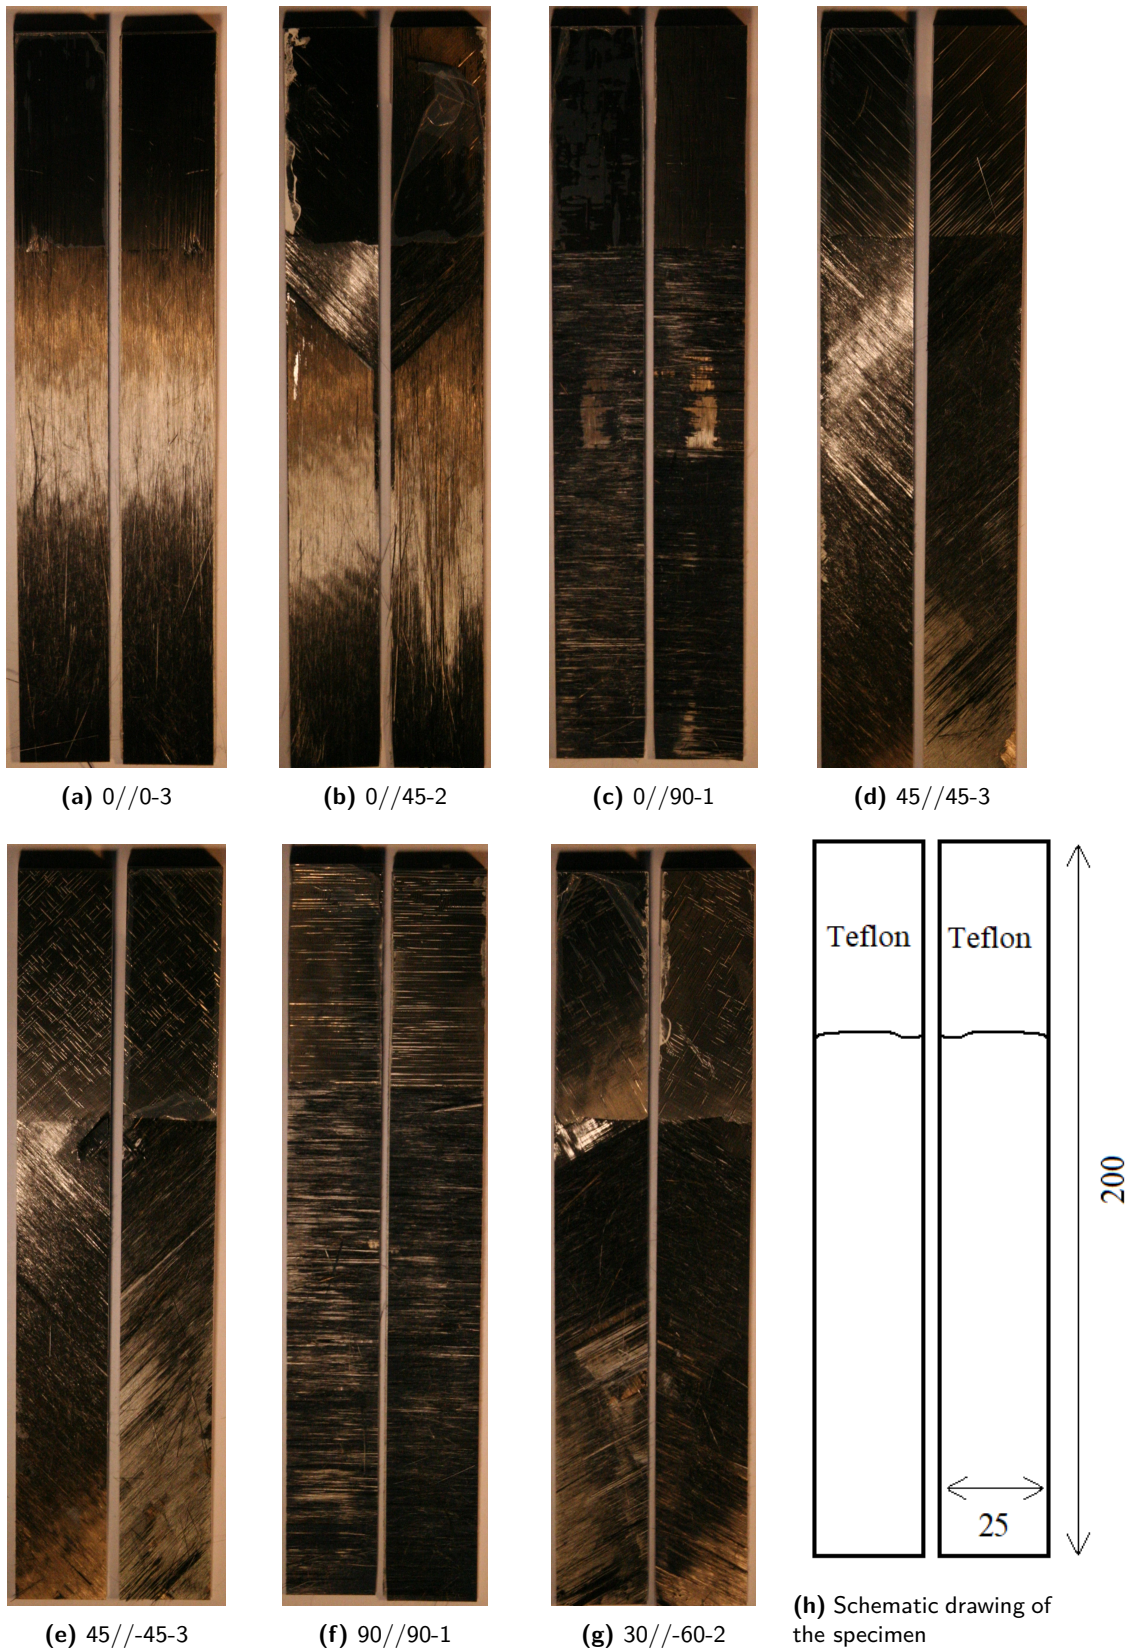 (a) 0//0-3
(b) 0//45-2
(c) 0//90-1
(d) 45//45-3
Teflon
Teflon
200
25
(e) 45//-45-3
(f) 90//90-1
(g) 30//-60-2
(h) Schematic drawing of
the specimen